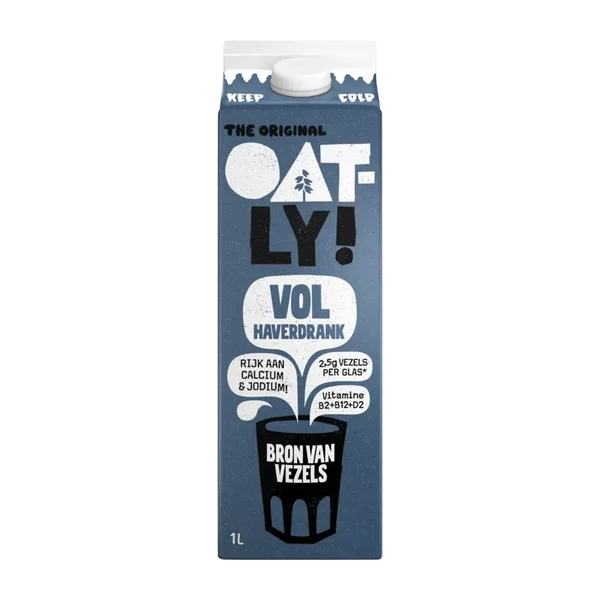 KEEP COLD
THE ORIGINAL
OAT-
LY!
VOL
HAVERDRANK
RIJK AAN
CALCIUM
& JODIUM!
2,5g VEZELS
PER GLAS*
Vitamine
B2+B12+D2
BRON VAN
VEZELS
1L